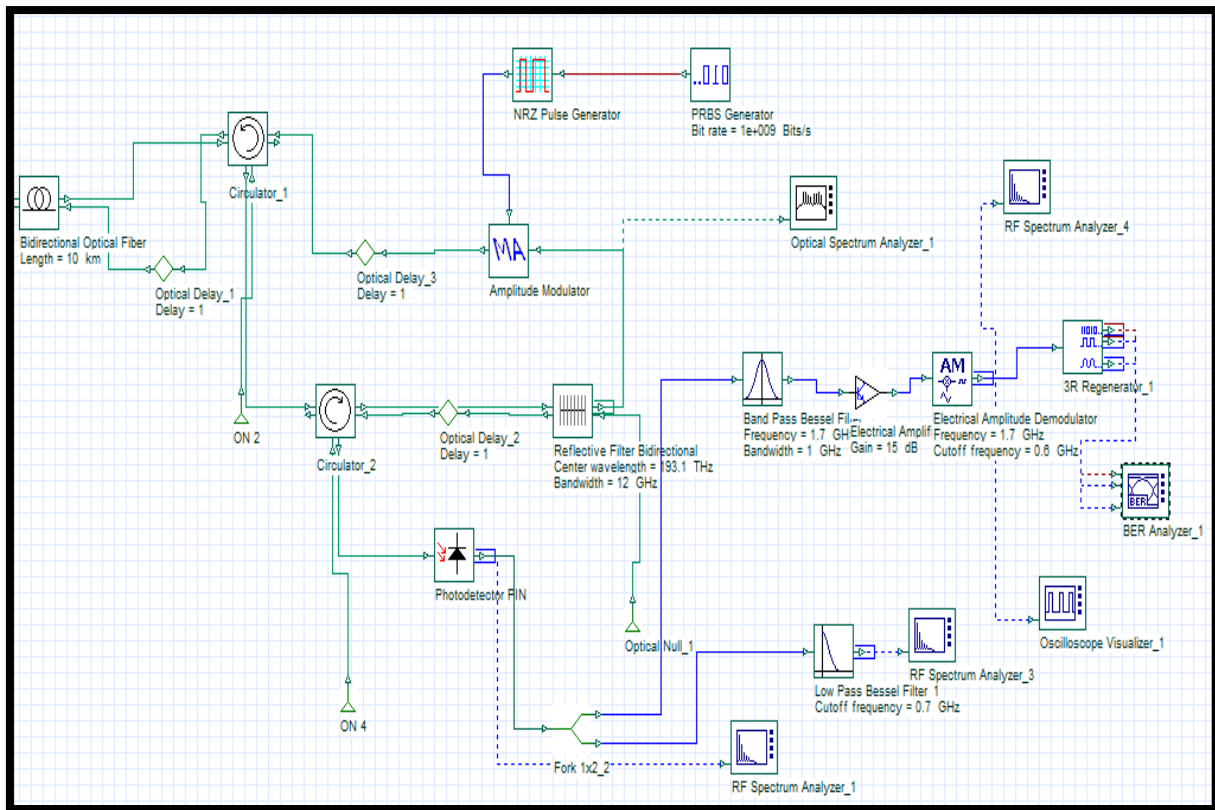 NRZ Pulse Generator
..010
PRBS Generator
Bit rate = 1e+009 Bits/s
Circulator_1
RF Spectrum Analyzer_4
Optical Spectrum Analyzer_1
Bidirectional Optical Fiber
Length = 10 km
MA
Optical Delay_3
Delay = 1
Amplitude Modulator
Optical Delay_1
Delay = 1
ON 2
Circulator_2
Optical Delay_2
Delay = 1
Reflective Filter Bidirectional
Center wavelength = 193.1 THz
Bandwidth = 12 GHz
Band Pass Bessel
Frequency = 1.7
Bandwidth = 1 GHz
Electrical Amplif
Gain = 15 dB
AM
Electrical Amplitude Demodulator
Frequency = 1.7 GHz
Cutoff frequency = 0.6 GHz
3R Regenerator_1
BER
BER Analyzer_1
Photodetector PIN
Optical Null_1
Oscilloscope Visualizer_1
RF Spectrum Analyzer_3
Low Pass Bessel Filter 1
Cutoff frequency = 0.7 GHz
ON 4
Fork 1x2_2
RF Spectrum Analyzer_1